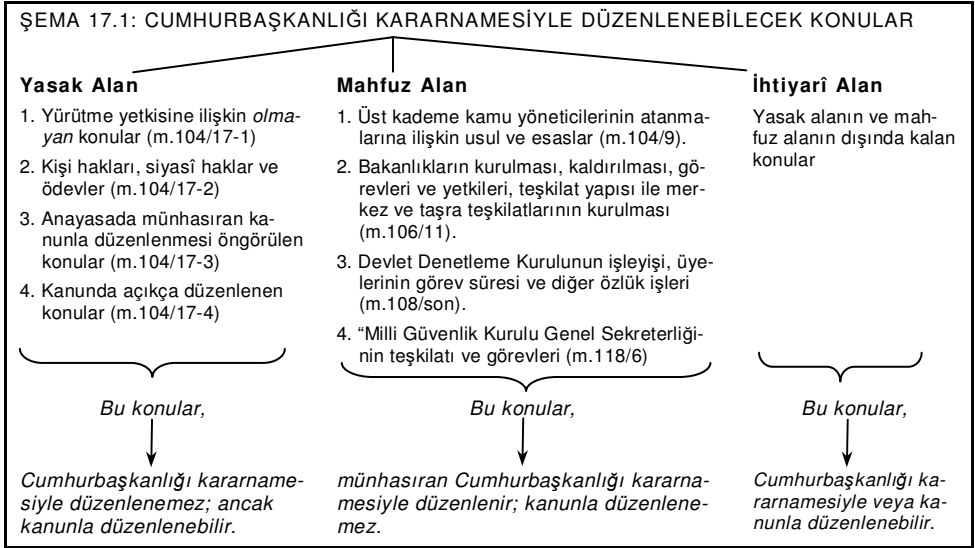 ŞEMA 17.1: CUMHURBAŞKANLIĞI KARARNAMESİYLE DÜZENLENEBİLECEK KONULAR
Yasak Alan
1. Yürütme yetkisine ilişkin olma-
yan konular (m.104/17-1)
2. Kişi hakları, siyasî haklar ve
ödevler (m.104/17-2)
3. Anayasada münhasıran ka-
nunla düzenlenmesi öngörülen
konular (m.104/17-3)
4. Kanunda açıkça düzenlenen
konular (m.104/17-4)
Bu konular,
Cumhurbaşkanlığı kararname-
siyle düzenlenemez; ancak
kanunla düzenlenebilir.
Mahfuz Alan
1. Üst kademe kamu yöneticilerinin atanma-
larına ilişkin usul ve esaslar (m.104/9).
2. Bakanlıkların kurulması, kaldırılması, gö-
revleri ve yetkileri, teşkilat yapısı ile mer-
kez ve taşra teşkilatlarının kurulması
(m.106/11).
3. Devlet Denetleme Kurulunun işleyişi, üye-
lerinin görev süresi ve diğer özlük işleri
(m.108/son).
4. “Milli Güvenlik Kurulu Genel Sekreterliği-
nin teşkilatı ve görevleri (m.118/6)
Bu konular,
münhasıran Cumhurbaşkanlığı kararna-
mesiyle düzenlenir; kanunla düzenlene-
mez.
İhtiyarî Alan
Yasak alanın ve mah-
fuz alanın dışında kalan
konular
Bu konular,
Cumhurbaşkanlığı ka-
rarnamesiyle veya ka-
nunla düzenlenebilir.